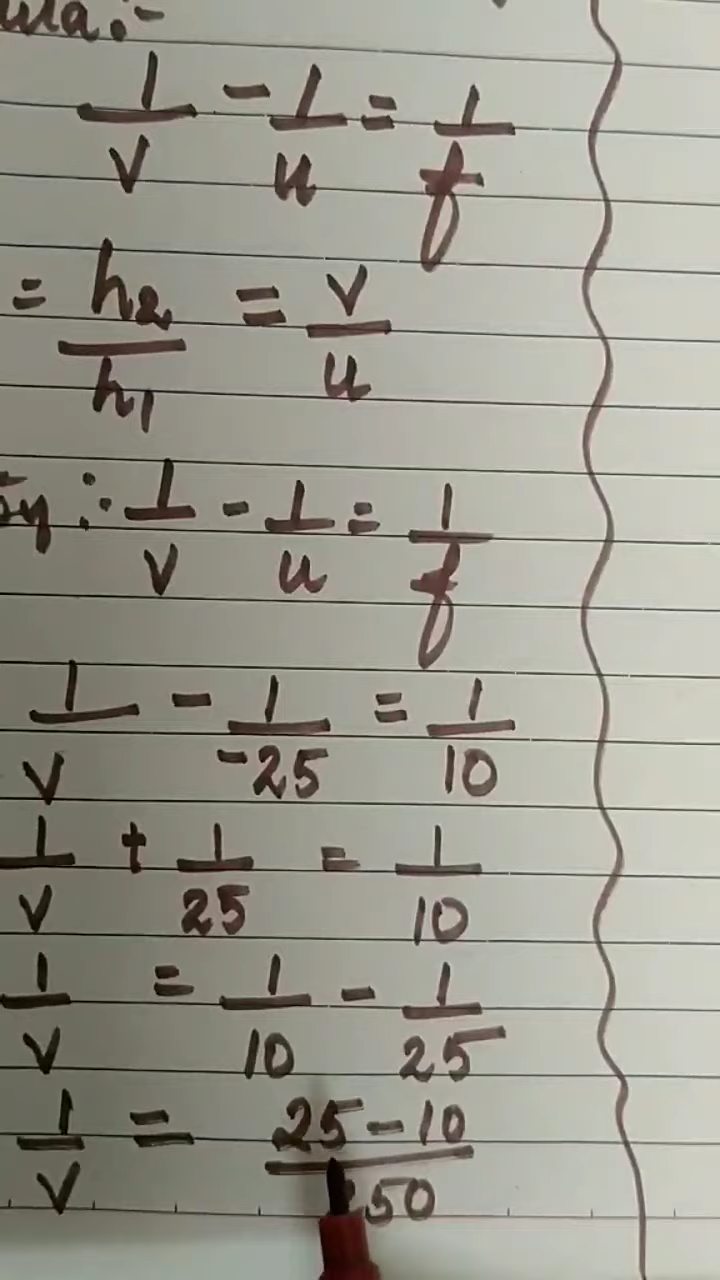 1/v - 1/u = 1/f
= h2/h1 = v/u
∴ 1/v - 1/u = 1/f
1/v - 1/-25 = 1/10
1/v + 1/25 = 1/10
1/v = 1/10 - 1/25
1/v = 25-10/250